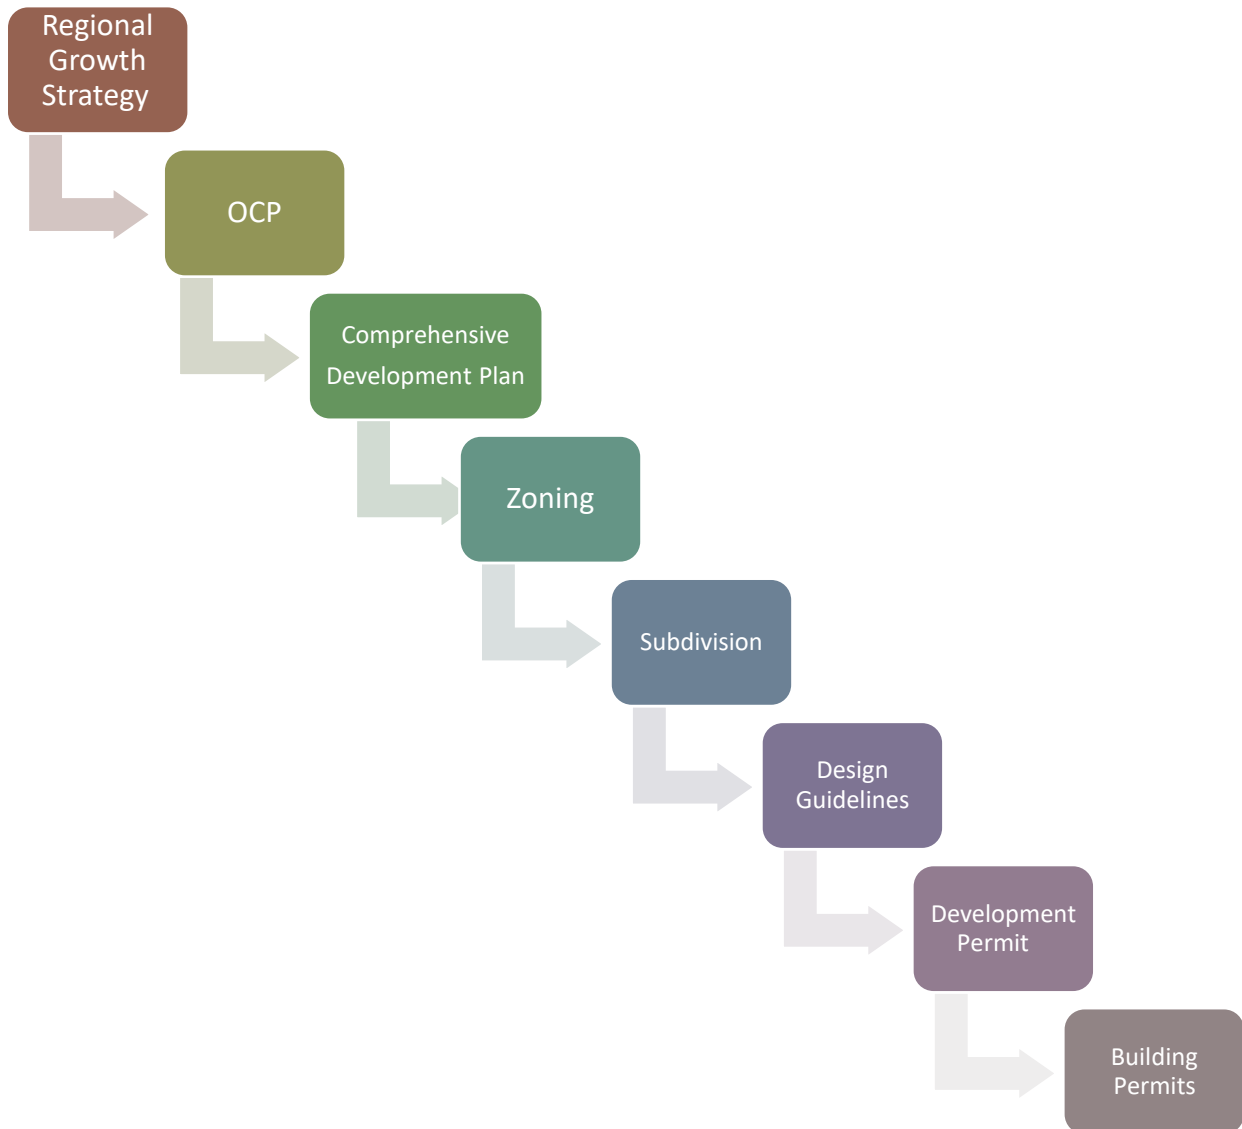 Regional
Growth
Strategy
OCP
Comprehensive
Development Plan
Zoning
Subdivision
Design
Guidelines
Development
Permit
Building
Permits